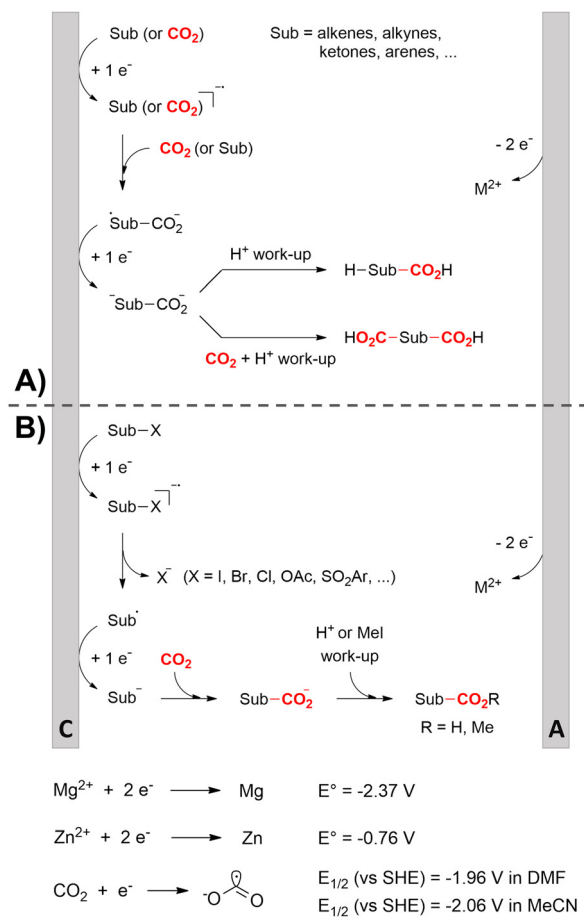 Sub (or CO₂)
Sub = alkenes, alkynes,
ketones, arenes, ...
+ 1 e⁻
Sub (or CO₂) ⁻•
CO₂ (or Sub)
- 2 e⁻
M²⁺
•Sub–CO₂⁻
+ 1 e⁻
⁻Sub–CO₂⁻
H⁺ work-up
H–Sub–CO₂H
HO₂C–Sub–CO₂H
CO₂ + H⁺ work-up
A)
B)
Sub–X
+ 1 e⁻
Sub–X ⁻•
- 2 e⁻
M²⁺
X⁻ (X = I, Br, Cl, OAc, SO₂Ar, ...)
Sub•
+ 1 e⁻
CO₂
H⁺ or MeI
work-up
Sub⁻
Sub–CO₂⁻
Sub–CO₂R
R = H, Me
C
A
Mg²⁺ + 2 e⁻ ⟶ Mg E° = -2.37 V
Zn²⁺ + 2 e⁻ ⟶ Zn E° = -0.76 V
CO₂ + e⁻ ⟶ ⁻O • O
E₁/₂ (vs SHE) = -1.96 V in DMF
E₁/₂ (vs SHE) = -2.06 V in MeCN